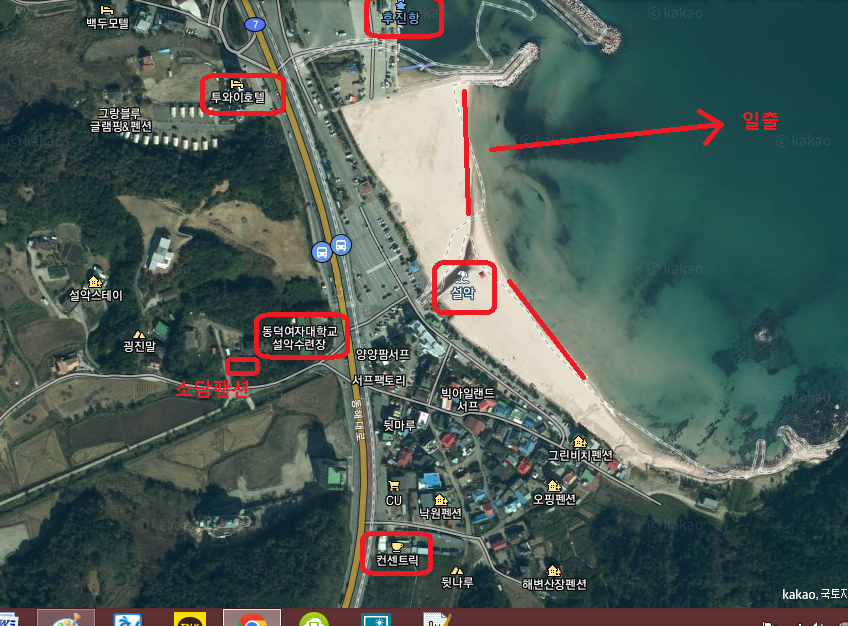 © kakao
후진항
백두모텔
7
투와이호텔
그랑블루
글램핑&펜션
일출
© kakao
© kakao
설악
설악스테이
굉진말
동덕여자대학교
설악수련장
양양팜서프
서프팩토리
소담팬션
빅아일랜드
서프
동해대로
뒷마루
그린비치펜션
CU
낙원펜션
오핑펜션
© kakao
컨센트릭
뒷나루
해변산장펜션
kakao, 국토지
TALK